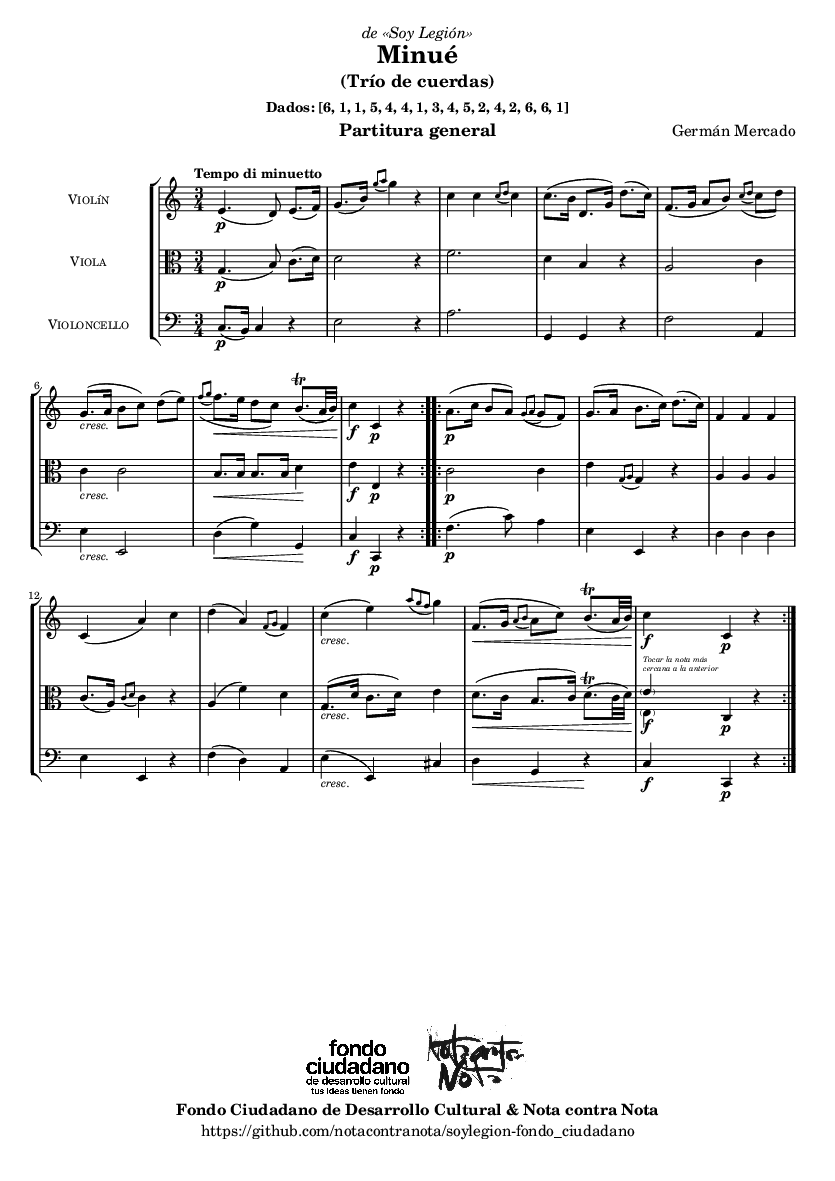 de «Soy Legión»
Minué
(Trío de cuerdas)
Dados: [6, 1, 1, 5, 4, 4, 1, 3, 4, 5, 2, 4, 2, 6, 6, 1]
Partitura general
Germán Mercado
Tempo di minuetto
Violín
p
Viola
p
Violoncello
p
6
cresc.
tr
f
p
p
cresc.
f
p
p
cresc.
f
p
p
12
cresc.
tr
f
p
Tocar la nota más
cercana a la anterior
cresc.
tr
f
p
cresc.
f
p
fondo
ciudadano
de desarrollo cultural
tus ideas tienen fondo
Nota contra
Nota
Fondo Ciudadano de Desarrollo Cultural & Nota contra Nota
https://github.com/notacontranota/soylegion-fondo_ciudadano